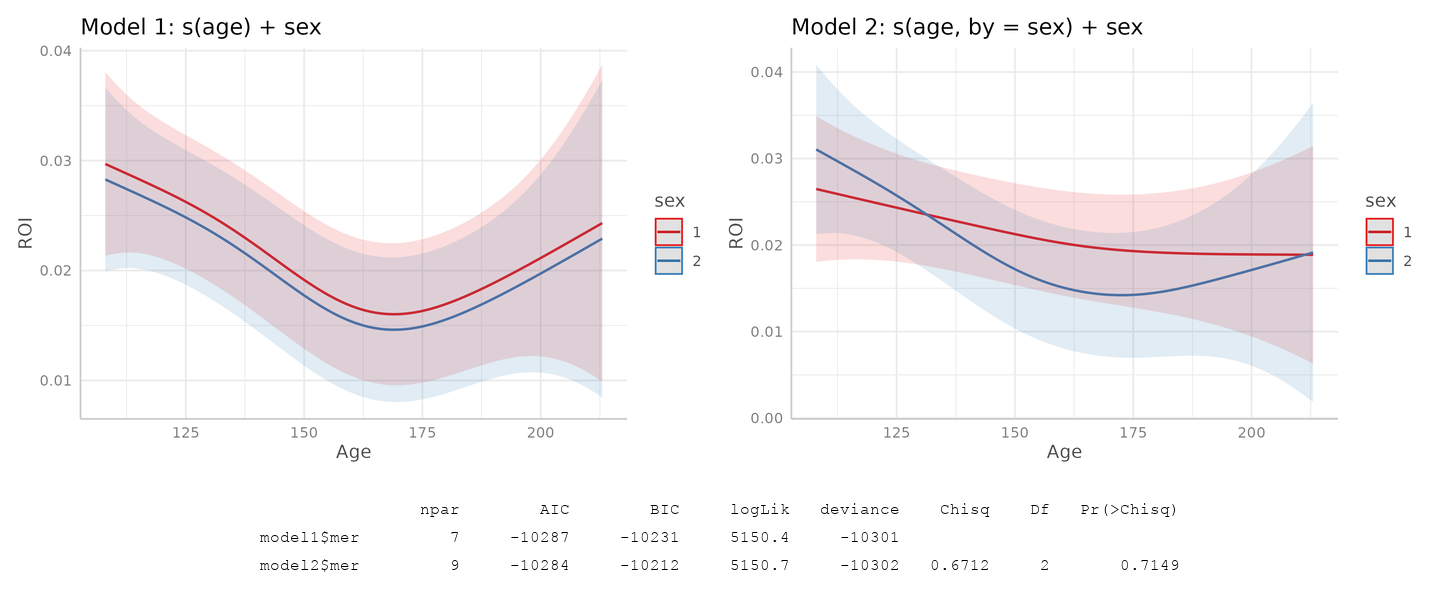 Model 1: s(age) + sex
0.04
0.03
0.02
0.01
ROI
125 150 175 200
Age
sex
1
2
Model 2: s(age, by = sex) + sex
0.04
0.03
0.02
0.01
0.00
ROI
125 150 175 200
Age
sex
1
2
npar AIC BIC logLik deviance Chisq Df Pr(>Chisq)
model1$mer 7 -10287 -10231 5150.4 -10301
model2$mer 9 -10284 -10212 5150.7 -10302 0.6712 2 0.7149